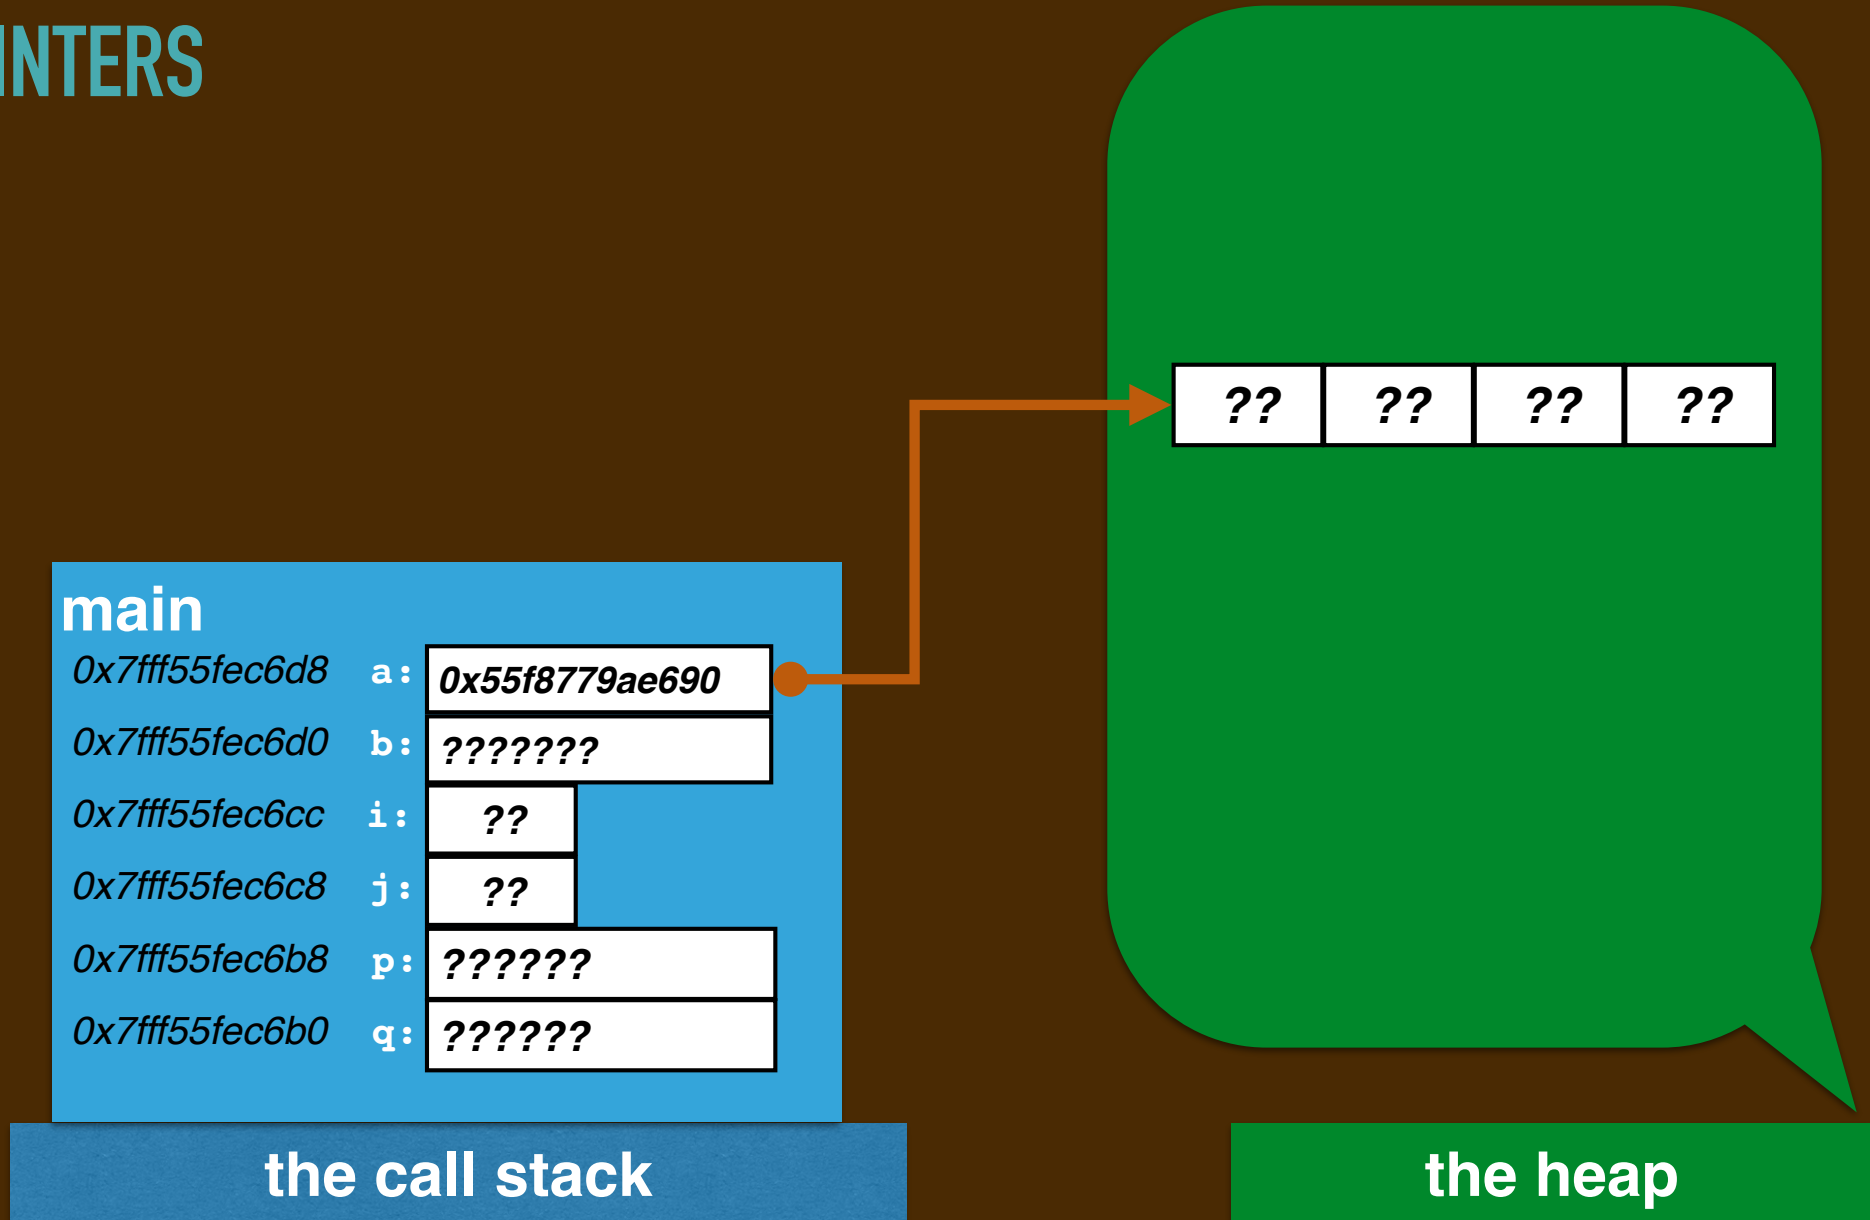 INTERS
?? ?? ?? ??
main
0x7fff55fec6d8 a: 0x55f8779ae690
0x7fff55fec6d0 b: ???????
0x7fff55fec6cc i: ??
0x7fff55fec6c8 j: ??
0x7fff55fec6b8 p: ??????
0x7fff55fec6b0 q: ??????
the call stack
the heap